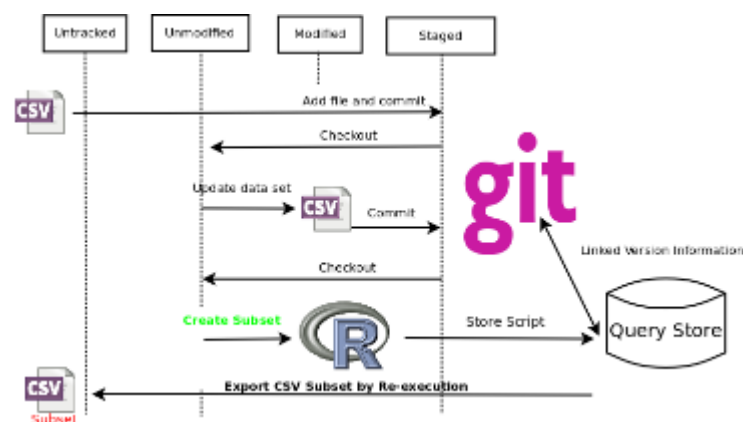 Untracked
Unmodified
Modified
Staged
CSV
Add file and commit
Checkout
git
Update data set
CSV
Commit
Linked Version Information
Checkout
Create Subset
R
Store Script
Query Store
CSV
Export CSV Subset by Re-execution
Subset